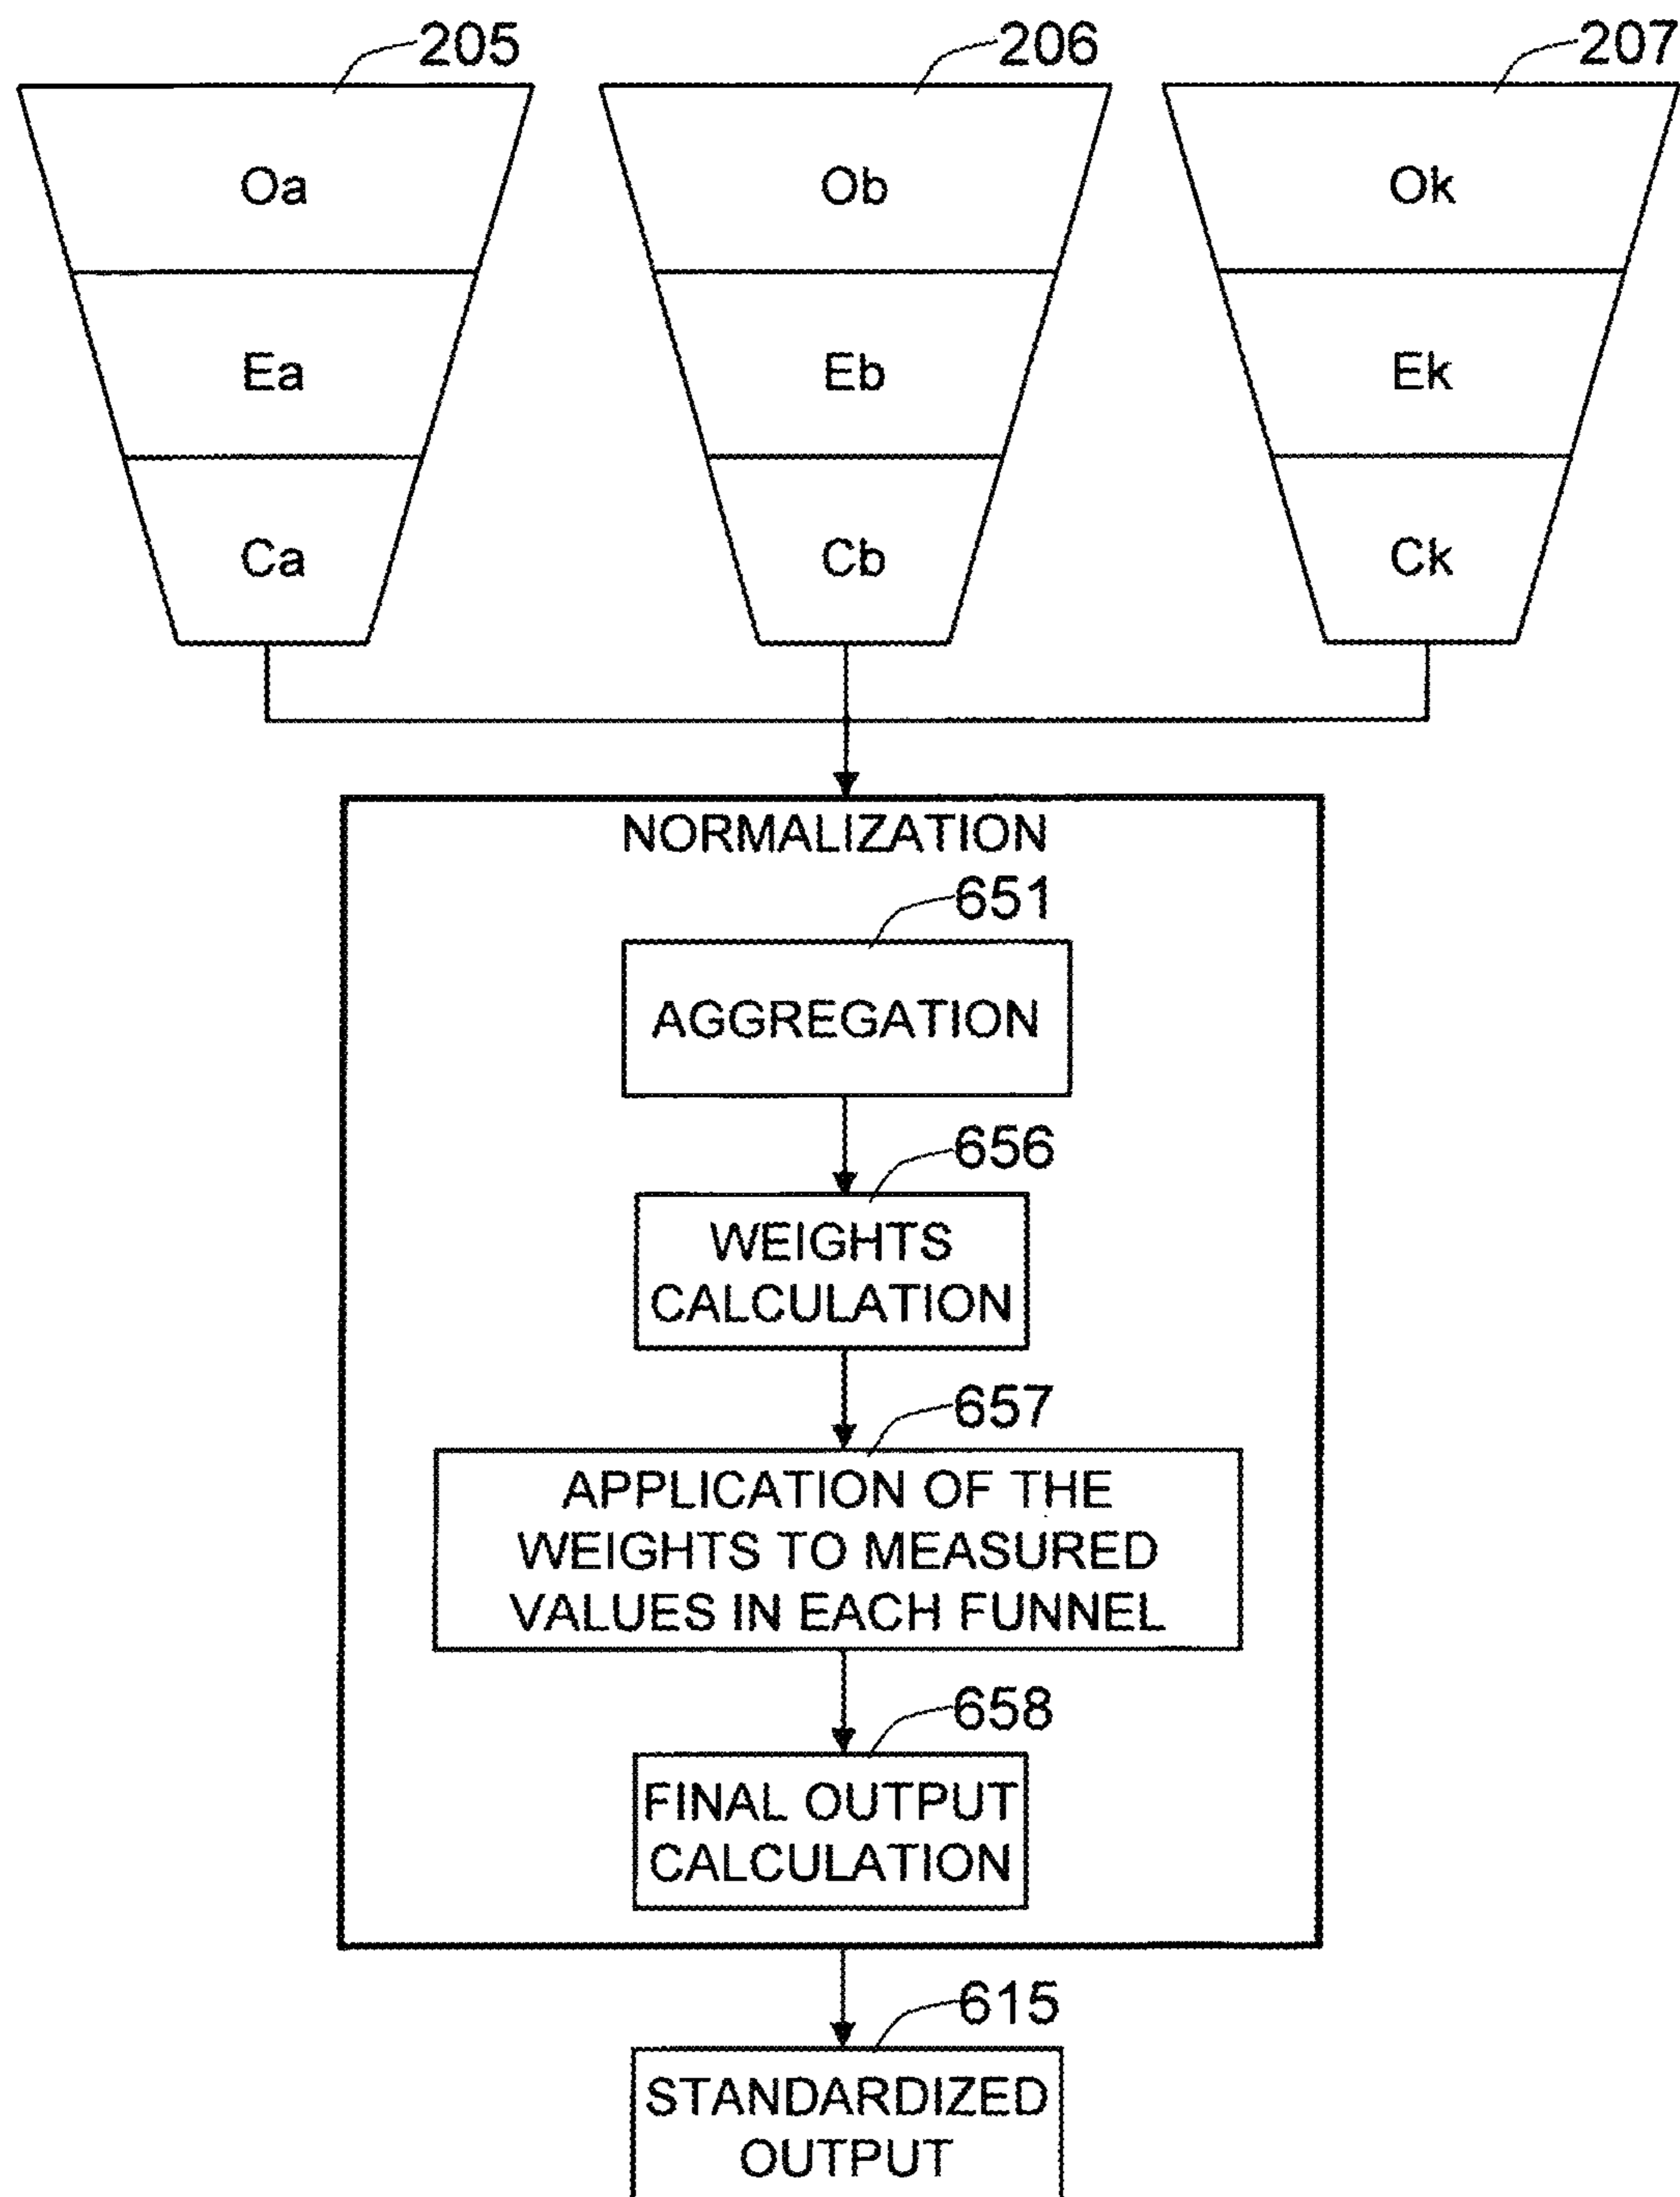 205
206
207
Oa
Ob
Ok
Ea
Eb
Ek
Ca
Cb
Ck
NORMALIZATION
651
AGGREGATION
656
WEIGHTS
CALCULATION
657
APPLICATION OF THE
WEIGHTS TO MEASURED
VALUES IN EACH FUNNEL
658
FINAL OUTPUT
CALCULATION
615
STANDARDIZED
OUTPUT